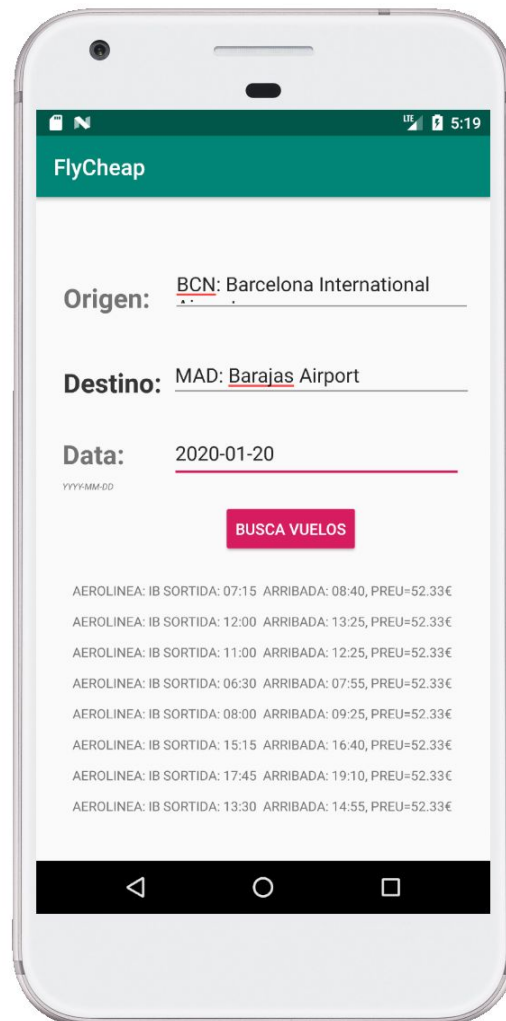 LTE 5:19
FlyCheap
Origen:
BCN: Barcelona International
Destino:
MAD: Barajas Airport
Data:
2020-01-20
YYYY-MM-DD
BUSCA VUELOS
AEROLINEA: IB SORTIDA: 07:15 ARRIBADA: 08:40, PREU=52.33€
AEROLINEA: IB SORTIDA: 12:00 ARRIBADA: 13:25, PREU=52.33€
AEROLINEA: IB SORTIDA: 11:00 ARRIBADA: 12:25, PREU=52.33€
AEROLINEA: IB SORTIDA: 06:30 ARRIBADA: 07:55, PREU=52.33€
AEROLINEA: IB SORTIDA: 08:00 ARRIBADA: 09:25, PREU=52.33€
AEROLINEA: IB SORTIDA: 15:15 ARRIBADA: 16:40, PREU=52.33€
AEROLINEA: IB SORTIDA: 17:45 ARRIBADA: 19:10, PREU=52.33€
AEROLINEA: IB SORTIDA: 13:30 ARRIBADA: 14:55, PREU=52.33€